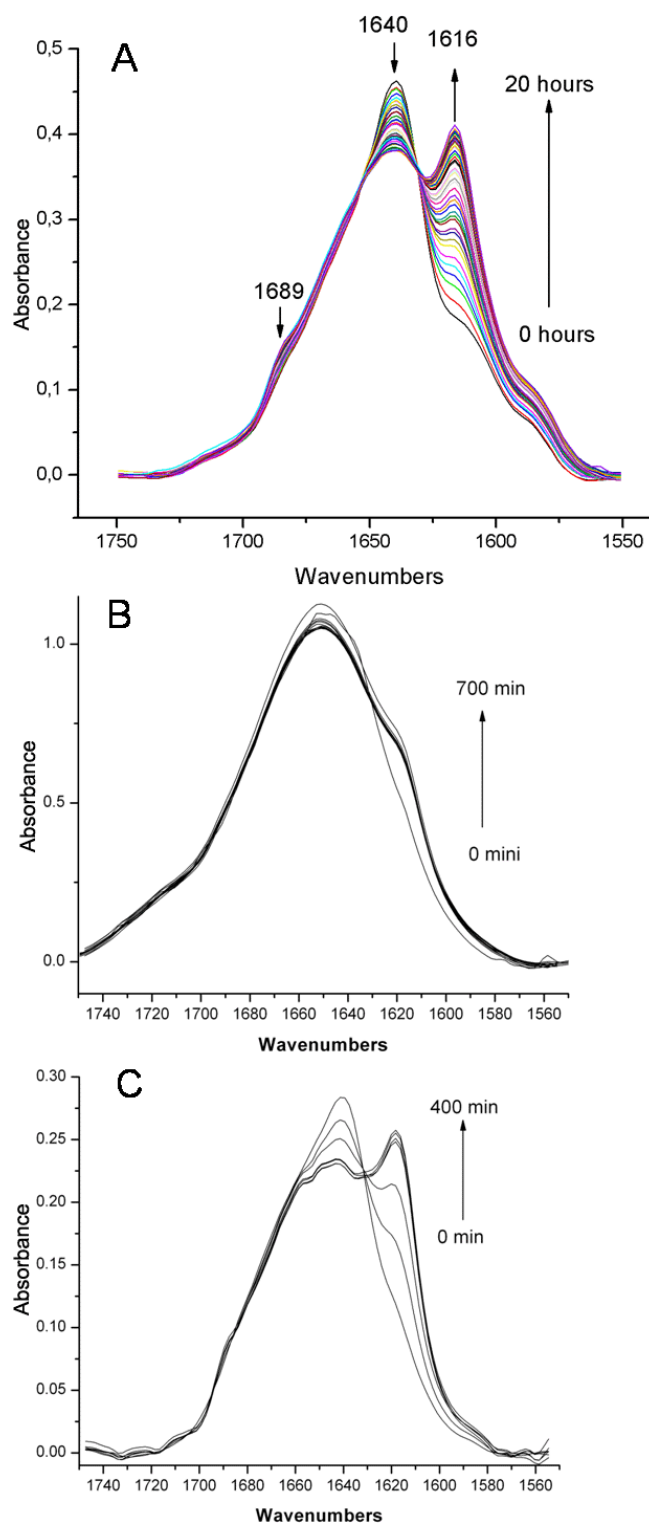 A
1640
1616
20 hours
0,5
0,4
0,3
0,2
0,1
0,0
Absorbance
1689
0 hours
1750
1700
1650
1600
1550
Wavenumbers
B
1.0
0.5
0.0
Absorbance
700 min
0 mini
1740
1720
1700
1680
1660
1640
1620
1600
1580
1560
Wavenumbers
C
0.30
0.25
0.20
0.15
0.10
0.05
0.00
Absorbance
400 min
0 min
1740
1720
1700
1680
1660
1640
1620
1600
1580
1560
Wavenumbers